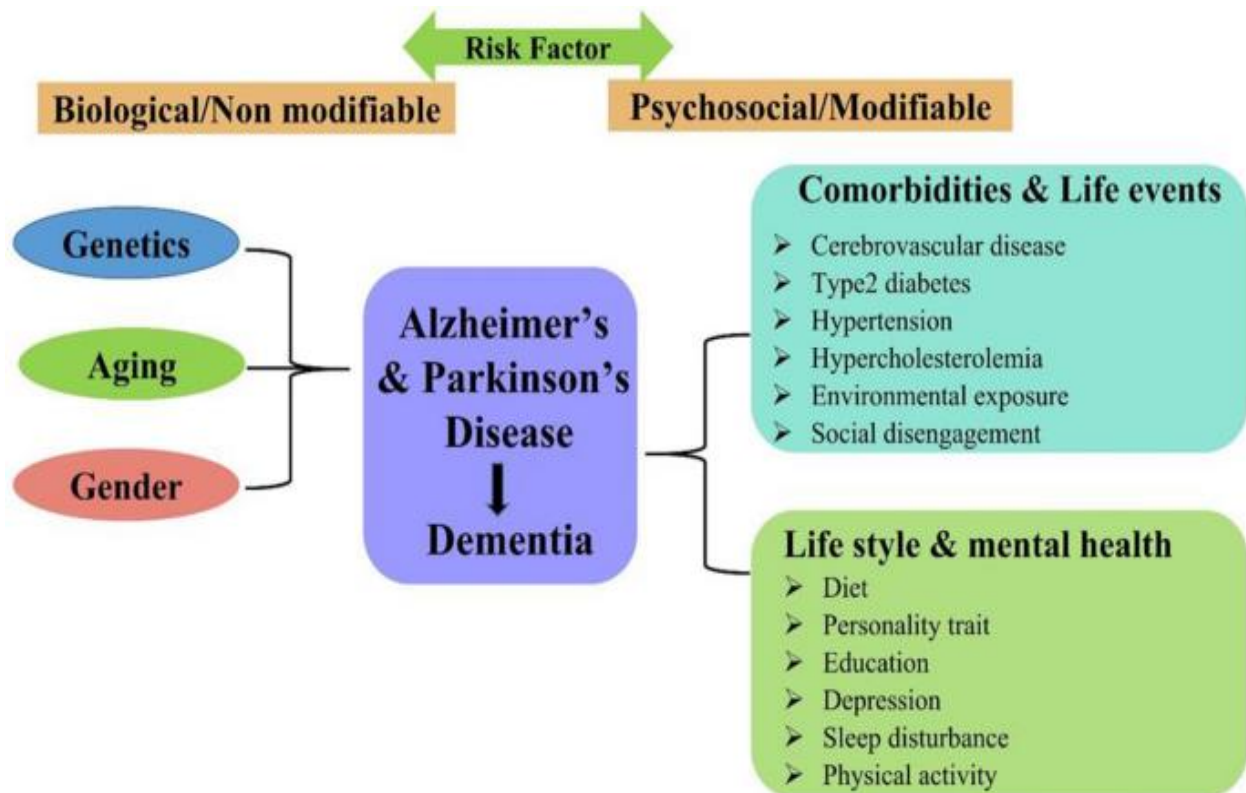 Risk Factor
Biological/Non modifiable
Psychosocial/Modifiable
Genetics
Aging
Gender
Alzheimer's
& Parkinson's
Disease
Dementia
Comorbidities & Life events
Cerebrovascular disease
Type2 diabetes
Hypertension
Hypercholesterolemia
Environmental exposure
Social disengagement
Life style & mental health
Diet
Personality trait
Education
Depression
Sleep disturbance
Physical activity